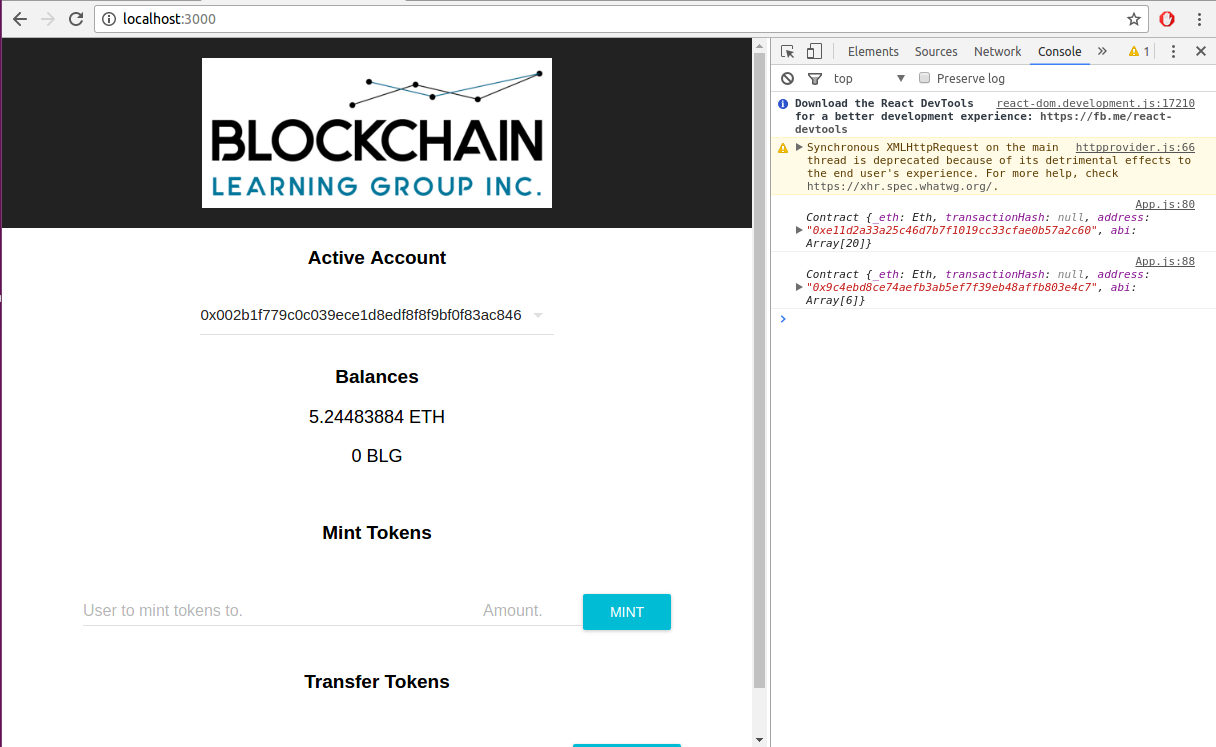 localhost:3000
BLOCKCHAIN
LEARNING GROUP INC.
Active Account
0x002b1f779c0c039ece1d8edf8f8f9bf0f83ac846
Balances
5.24483884 ETH
0 BLG
Mint Tokens
User to mint tokens to.
Amount.
MINT
Transfer Tokens
Elements Sources Network Console » 1
top Preserve log
Download the React DevTools react-dom.development.js:17210
for a better development experience: https://fb.me/react-
devtools
Synchronous XMLHttpRequest on the main httpprovider.js:66
thread is deprecated because of its detrimental effects to
the end user's experience. For more help, check
https://xhr.spec.whatwg.org/.
App.js:80
Contract {_eth: Eth, transactionHash: null, address:
"0xe11d2a33a25c46d7b7f1019cc33cfae0b57a2c60", abi:
Array[20]}
App.js:88
Contract {_eth: Eth, transactionHash: null, address:
"0x9c4ebd8ce74aefb3ab5ef7f39eb48affb803e4c7", abi:
Array[6]}